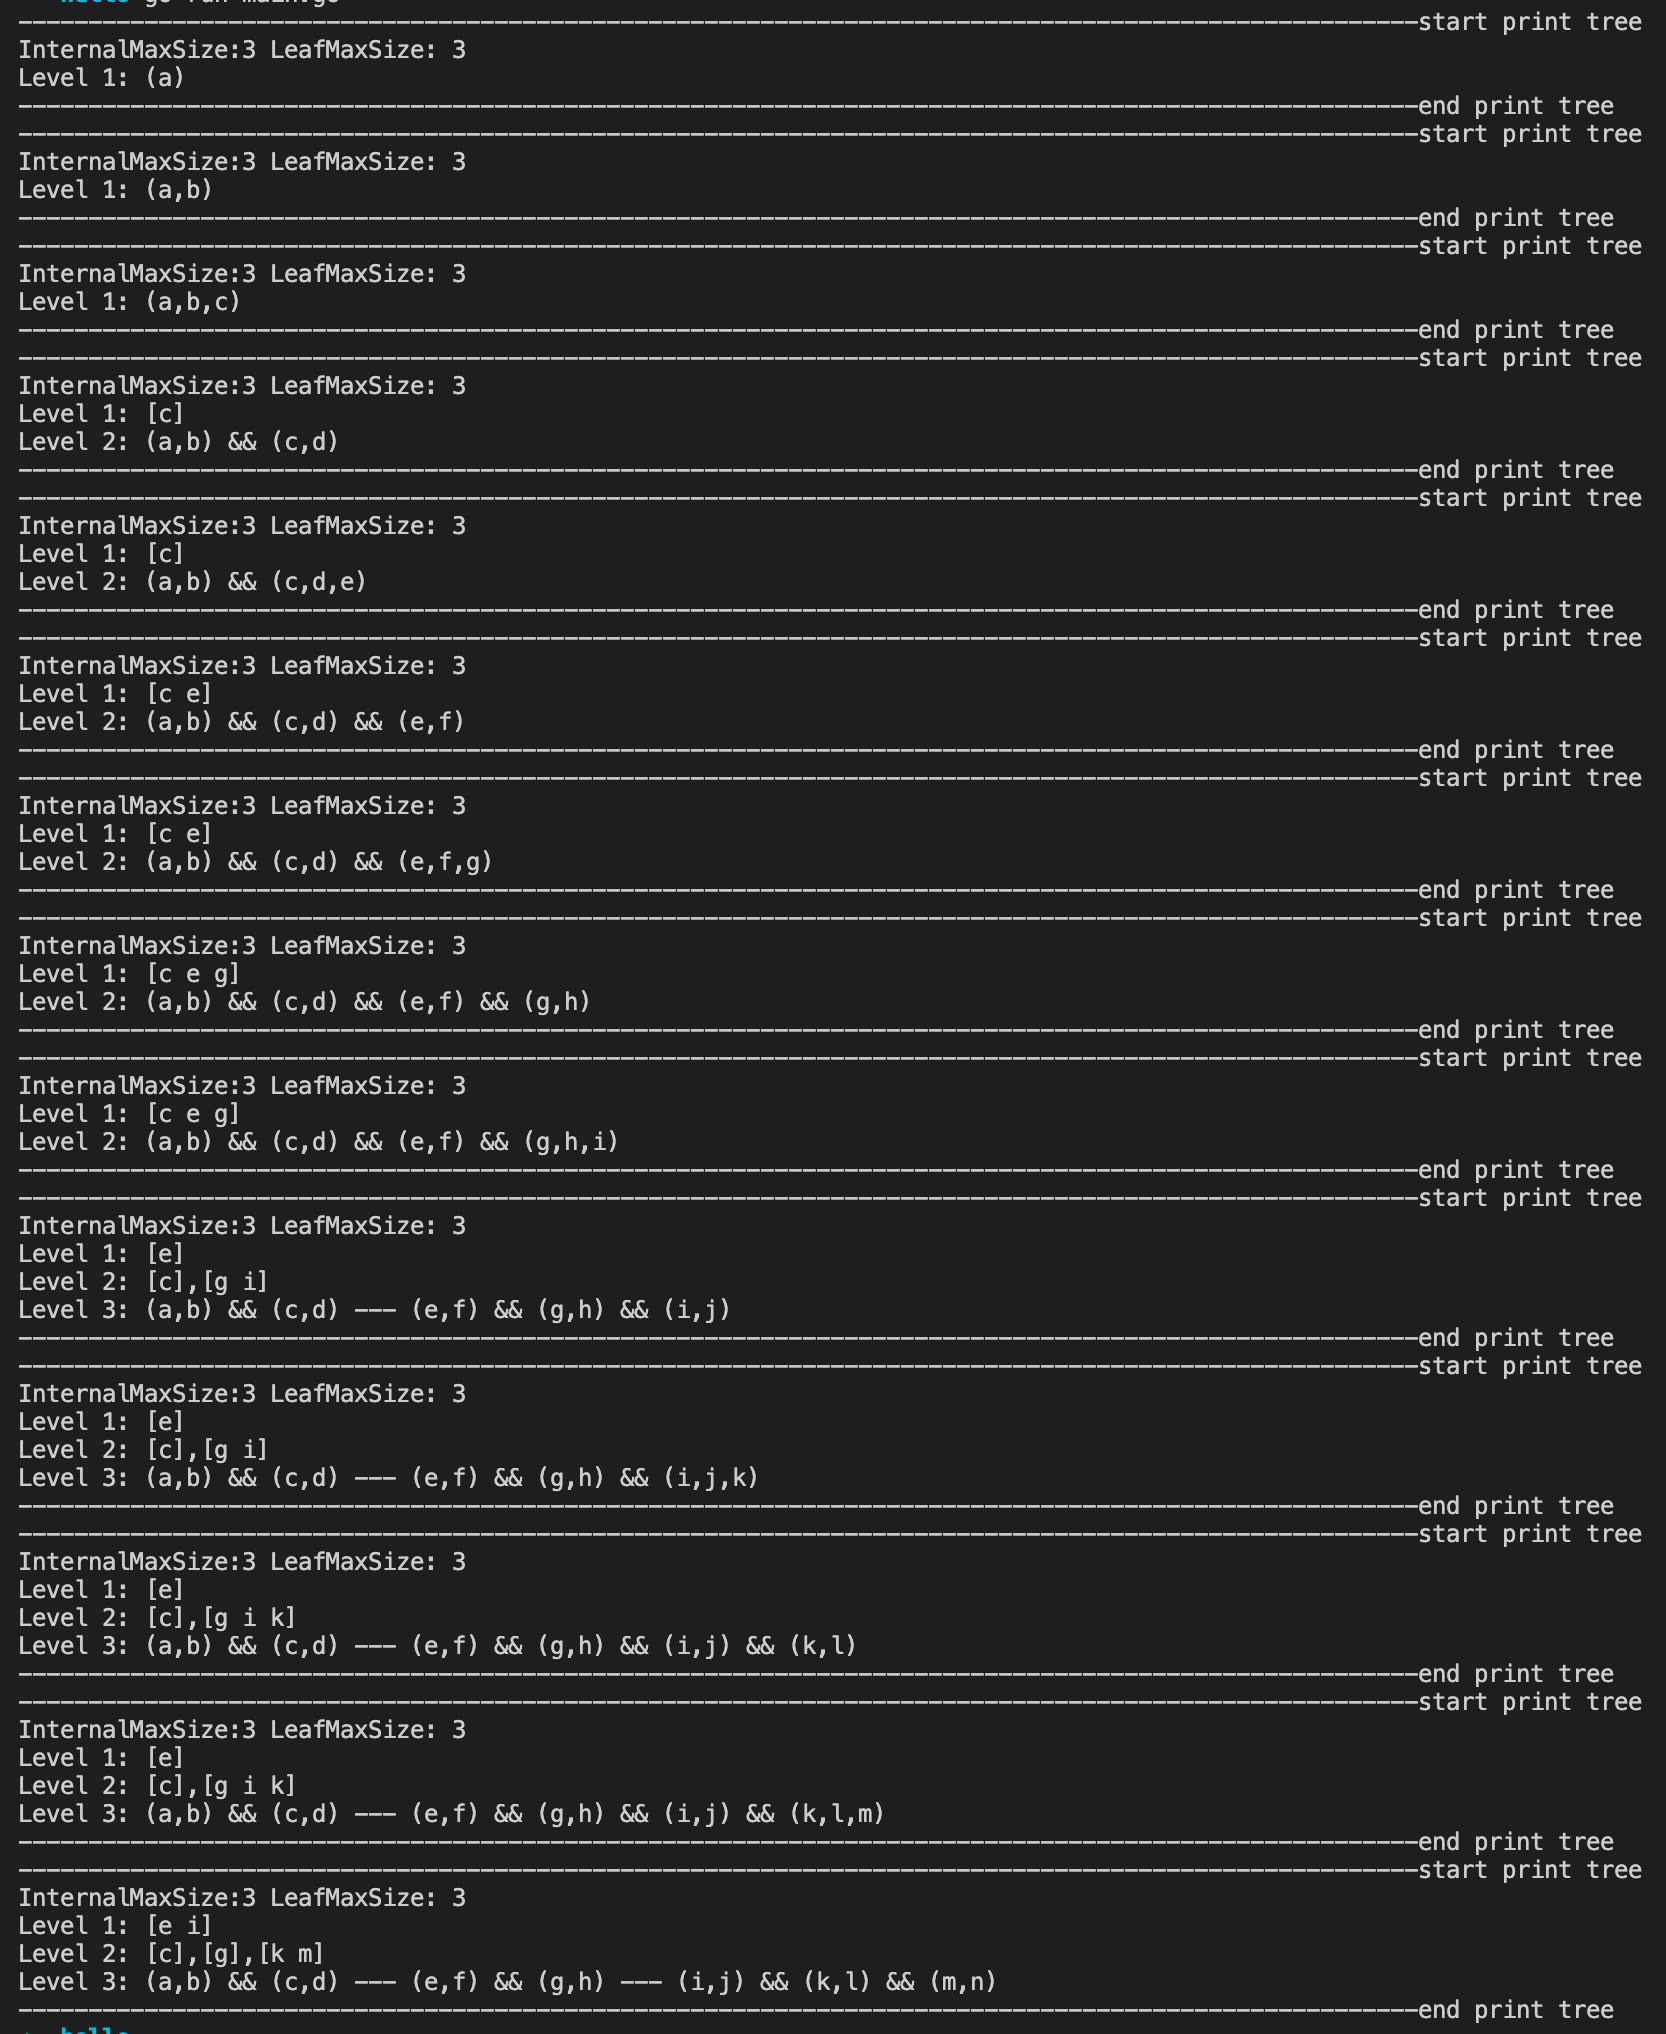 hello go run main.go
--------------------------------------------------------------------------------start print tree
InternalMaxSize:3 LeafMaxSize: 3
Level 1: (a)
--------------------------------------------------------------------------------end print tree
--------------------------------------------------------------------------------start print tree
InternalMaxSize:3 LeafMaxSize: 3
Level 1: (a,b)
--------------------------------------------------------------------------------end print tree
--------------------------------------------------------------------------------start print tree
InternalMaxSize:3 LeafMaxSize: 3
Level 1: (a,b,c)
--------------------------------------------------------------------------------end print tree
--------------------------------------------------------------------------------start print tree
InternalMaxSize:3 LeafMaxSize: 3
Level 1: [c]
Level 2: (a,b) && (c,d)
--------------------------------------------------------------------------------end print tree
--------------------------------------------------------------------------------start print tree
InternalMaxSize:3 LeafMaxSize: 3
Level 1: [c]
Level 2: (a,b) && (c,d,e)
--------------------------------------------------------------------------------end print tree
--------------------------------------------------------------------------------start print tree
InternalMaxSize:3 LeafMaxSize: 3
Level 1: [c e]
Level 2: (a,b) && (c,d) && (e,f)
--------------------------------------------------------------------------------end print tree
--------------------------------------------------------------------------------start print tree
InternalMaxSize:3 LeafMaxSize: 3
Level 1: [c e]
Level 2: (a,b) && (c,d) && (e,f,g)
--------------------------------------------------------------------------------end print tree
--------------------------------------------------------------------------------start print tree
InternalMaxSize:3 LeafMaxSize: 3
Level 1: [c e g]
Level 2: (a,b) && (c,d) && (e,f) && (g,h)
--------------------------------------------------------------------------------end print tree
--------------------------------------------------------------------------------start print tree
InternalMaxSize:3 LeafMaxSize: 3
Level 1: [c e g]
Level 2: (a,b) && (c,d) && (e,f) && (g,h,i)
--------------------------------------------------------------------------------end print tree
--------------------------------------------------------------------------------start print tree
InternalMaxSize:3 LeafMaxSize: 3
Level 1: [e]
Level 2: [c],[g i]
Level 3: (a,b) && (c,d) --- (e,f) && (g,h) && (i,j)
--------------------------------------------------------------------------------end print tree
--------------------------------------------------------------------------------start print tree
InternalMaxSize:3 LeafMaxSize: 3
Level 1: [e]
Level 2: [c],[g i]
Level 3: (a,b) && (c,d) --- (e,f) && (g,h) && (i,j,k)
--------------------------------------------------------------------------------end print tree
--------------------------------------------------------------------------------start print tree
InternalMaxSize:3 LeafMaxSize: 3
Level 1: [e]
Level 2: [c],[g i k]
Level 3: (a,b) && (c,d) --- (e,f) && (g,h) && (i,j) && (k,l)
--------------------------------------------------------------------------------end print tree
--------------------------------------------------------------------------------start print tree
InternalMaxSize:3 LeafMaxSize: 3
Level 1: [e]
Level 2: [c],[g i k]
Level 3: (a,b) && (c,d) --- (e,f) && (g,h) && (i,j) && (k,l,m)
--------------------------------------------------------------------------------end print tree
--------------------------------------------------------------------------------start print tree
InternalMaxSize:3 LeafMaxSize: 3
Level 1: [e i]
Level 2: [c],[g],[k m]
Level 3: (a,b) && (c,d) --- (e,f) && (g,h) --- (i,j) && (k,l) && (m,n)
--------------------------------------------------------------------------------end print tree
hello